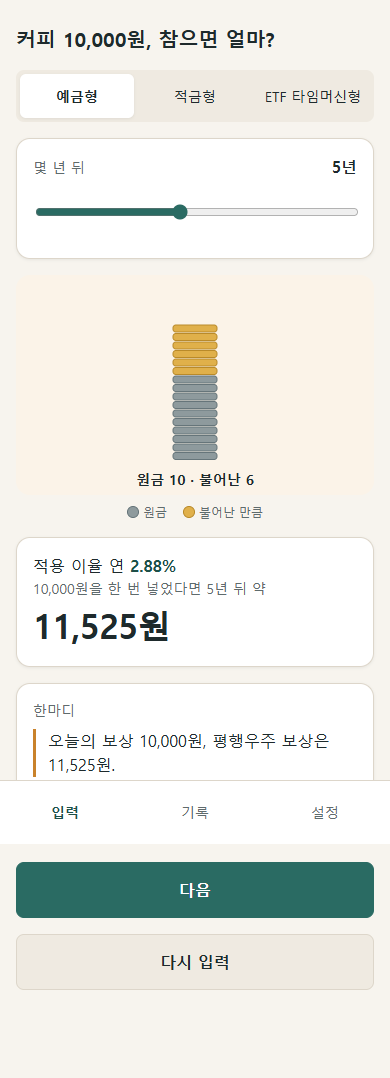 커피 10,000원, 참으면 얼마?
예금형
적금형
ETF 타임머신형
몇 년 뒤
5년
원금 10 · 불어난 6
원금
불어난 만큼
적용 이율 연 2.88%
10,000원을 한 번 넣었다면 5년 뒤 약
11,525원
한마디
오늘의 보상 10,000원, 평행우주 보상은
11,525원.
입력
기록
설정
다음
다시 입력